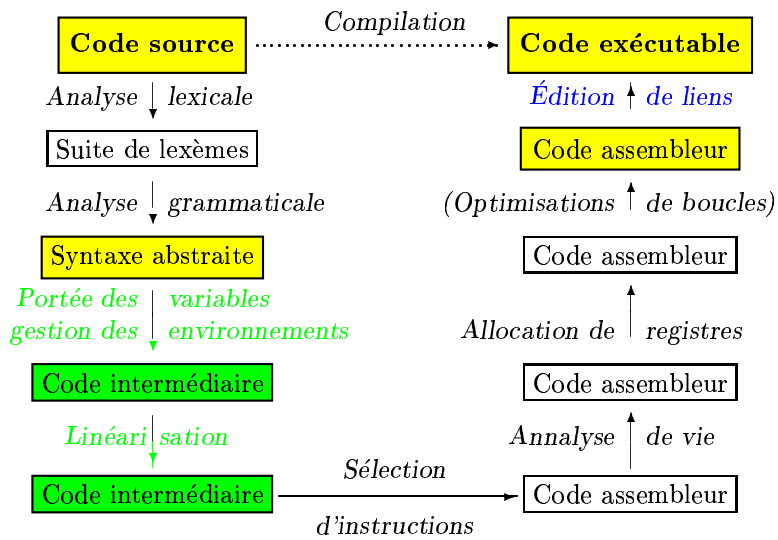 Code source
Compilation
Code exécutable
Analyse lexicale
Édition de liens
Suite de lexèmes
Code assembleur
Analyse grammaticale
(Optimisations de boucles)
Syntaxe abstraite
Code assembleur
Portée des variables
gestion des environnements
Allocation de registres
Code intermédiaire
Code assembleur
Linéari sation
Annalyse de vie
Code intermédiaire
Sélection
d'instructions
Code assembleur